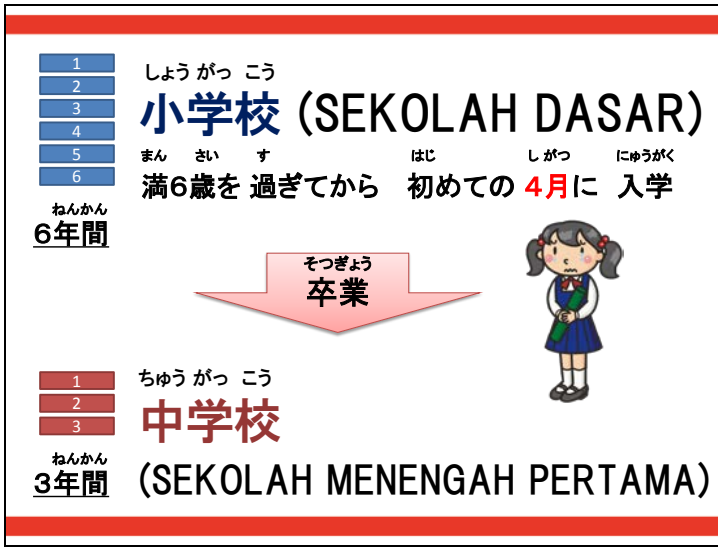 1
2
3
4
5
6
ねんかん
6年間
しょう がっ こう
小学校 (SEKOLAH DASAR)
まん さい す はじ しがつ にゅうがく
満6歳を 過ぎてから 初めての 4月に 入学
そつぎょう
卒業
1
2
3
ねんかん
3年間
ちゅう がっ こう
中学校
(SEKOLAH MENENGAH PERTAMA)